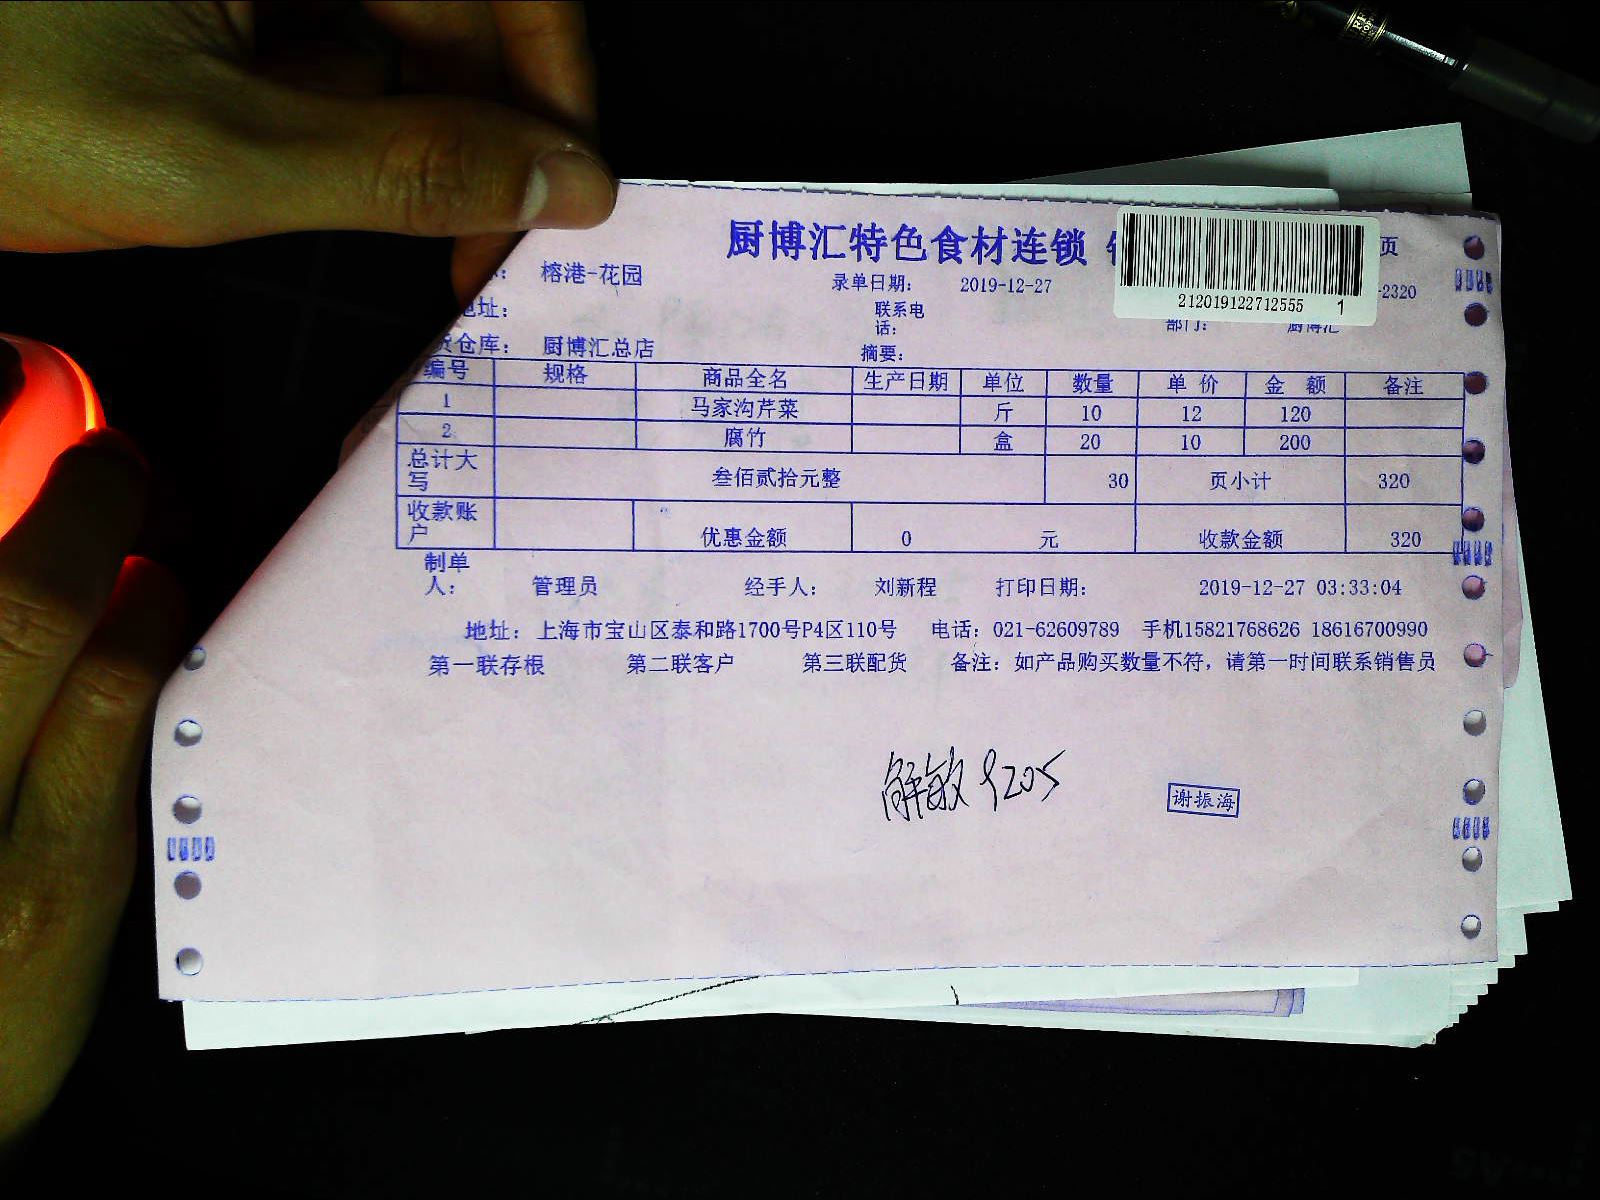 厨博汇特色食材连锁 页
榕港-花园 录单日期: 2019-12-27 -2320
地址: 联系电话: 部门: 厨博汇
仓库: 厨博汇总店 摘要:
212019122712555 1
编号 规格 商品全名 生产日期 单位 数量 单价 金额 备注
1 马家沟芹菜 斤 10 12 120
2 腐竹 盒 20 10 200
总计大写 叁佰贰拾元整 30 页小计 320
收款账户 优惠金额 0 元 收款金额 320
制单人: 管理员 经手人: 刘新程 打印日期: 2019-12-27 03:33:04
地址: 上海市宝山区泰和路1700号P4区110号 电话: 021-62609789 手机15821768626 18616700990
第一联存根 第二联客户 第三联配货 备注: 如产品购买数量不符, 请第一时间联系销售员
解敏 9205
谢振海